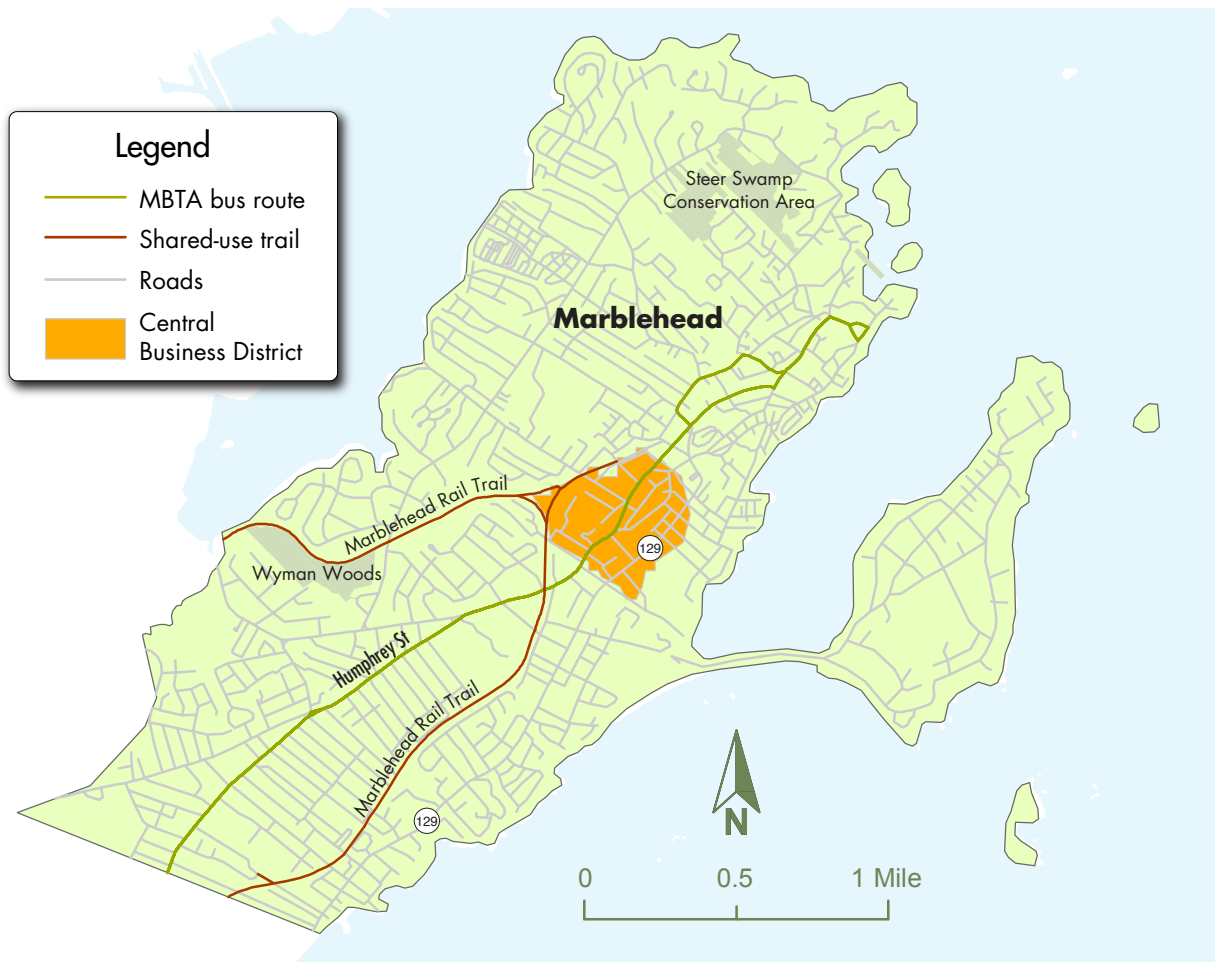 Legend
MBTA bus route
Shared-use trail
Roads
Central
Business District
Steer Swamp
Conservation Area
Marblehead
Marblehead Rail Trail
129
Wyman Woods
Humphrey St
Marblehead Rail Trail
129
N
0 0.5 1 Mile